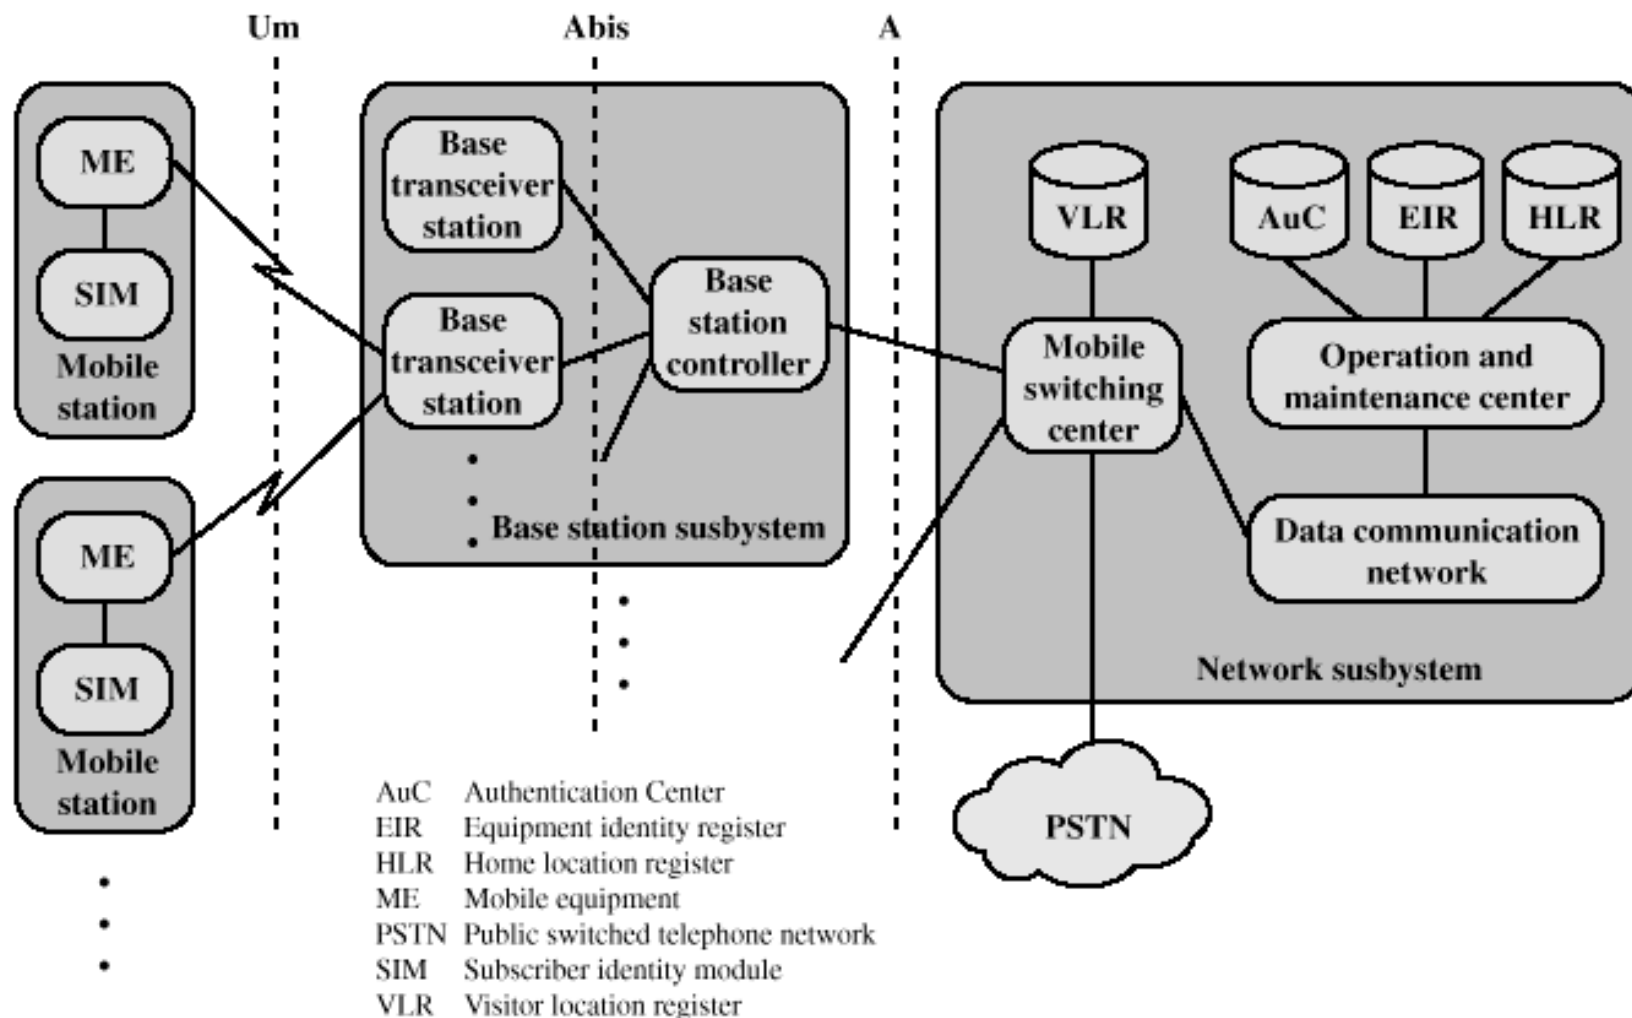 Um
Abis
A
ME
SIM
Mobile
station
ME
SIM
Mobile
station
Base
transceiver
station
Base
transceiver
station
Base
station
controller
Base station susbystem
VLR
AuC
EIR
HLR
Mobile
switching
center
Operation and
maintenance center
Data communication
network
Network susbystem
PSTN
AuC Authentication Center
EIR Equipment identity register
HLR Home location register
ME Mobile equipment
PSTN Public switched telephone network
SIM Subscriber identity module
VLR Visitor location register